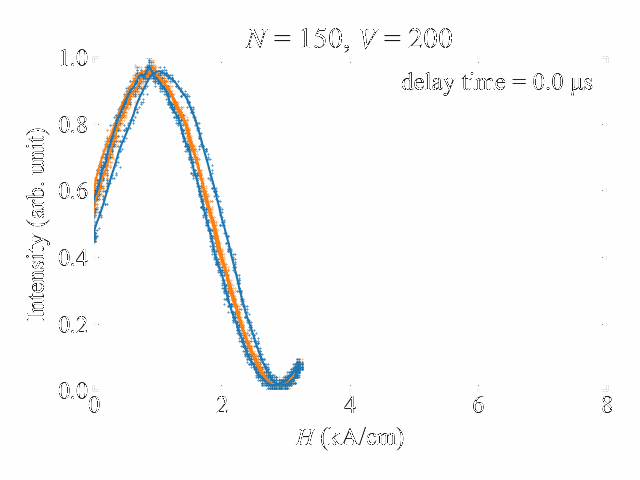 N = 150, V = 200
delay time = 0.0 μs
1.0
0.8
0.6
0.4
0.2
0.0
Intensity (arb. unit)
0 2 4 6 8
H (kA/cm)